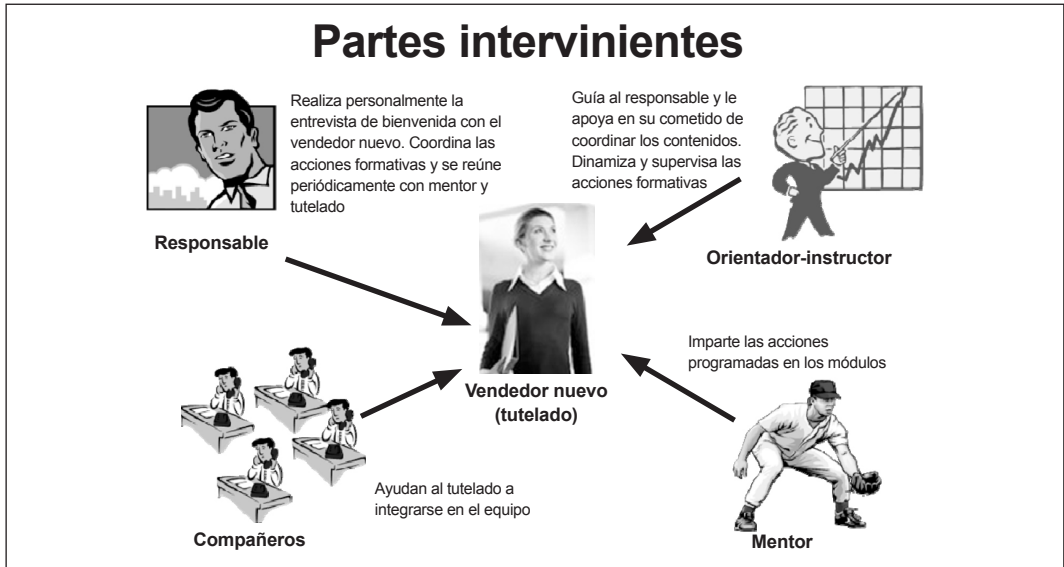 Partes intervinientes
Realiza personalmente la
entrevista de bienvenida con el
vendedor nuevo. Coordina las
acciones formativas y se reúne
periódicamente con mentor y
tutelado
Responsable
Guía al responsable y le
apoya en su cometido de
coordinar los contenidos.
Dinamiza y supervisa las
acciones formativas
Orientador-instructor
Vendedor nuevo
(tutelado)
Ayudan al tutelado a
integrarse en el equipo
Compañeros
Imparte las acciones
programadas en los módulos
Mentor